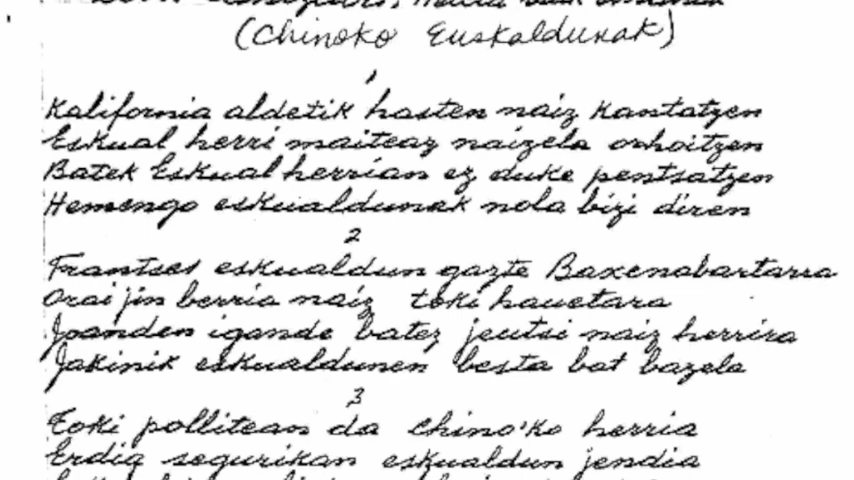 (Chinoko Euskaldunak)
1
Kalifornia aldetik hasten naiz kantatzen
Eskual herri maiteaz naizela orhoitzen
Batek Eskual herrian ez duke pentsatzen
Hemengo eskualdunak nola bizi diren
2
Frantses eskualdun gazte Baxenabartarra
Orai jin berria naiz toki hauetara
Joanden igande batez jeutsi naiz herrira
Jakinik eskualdunen besta bat bazela
3
Toki pollitean da Chino'ko herria
Erdiq segurikan eskualdun jendia